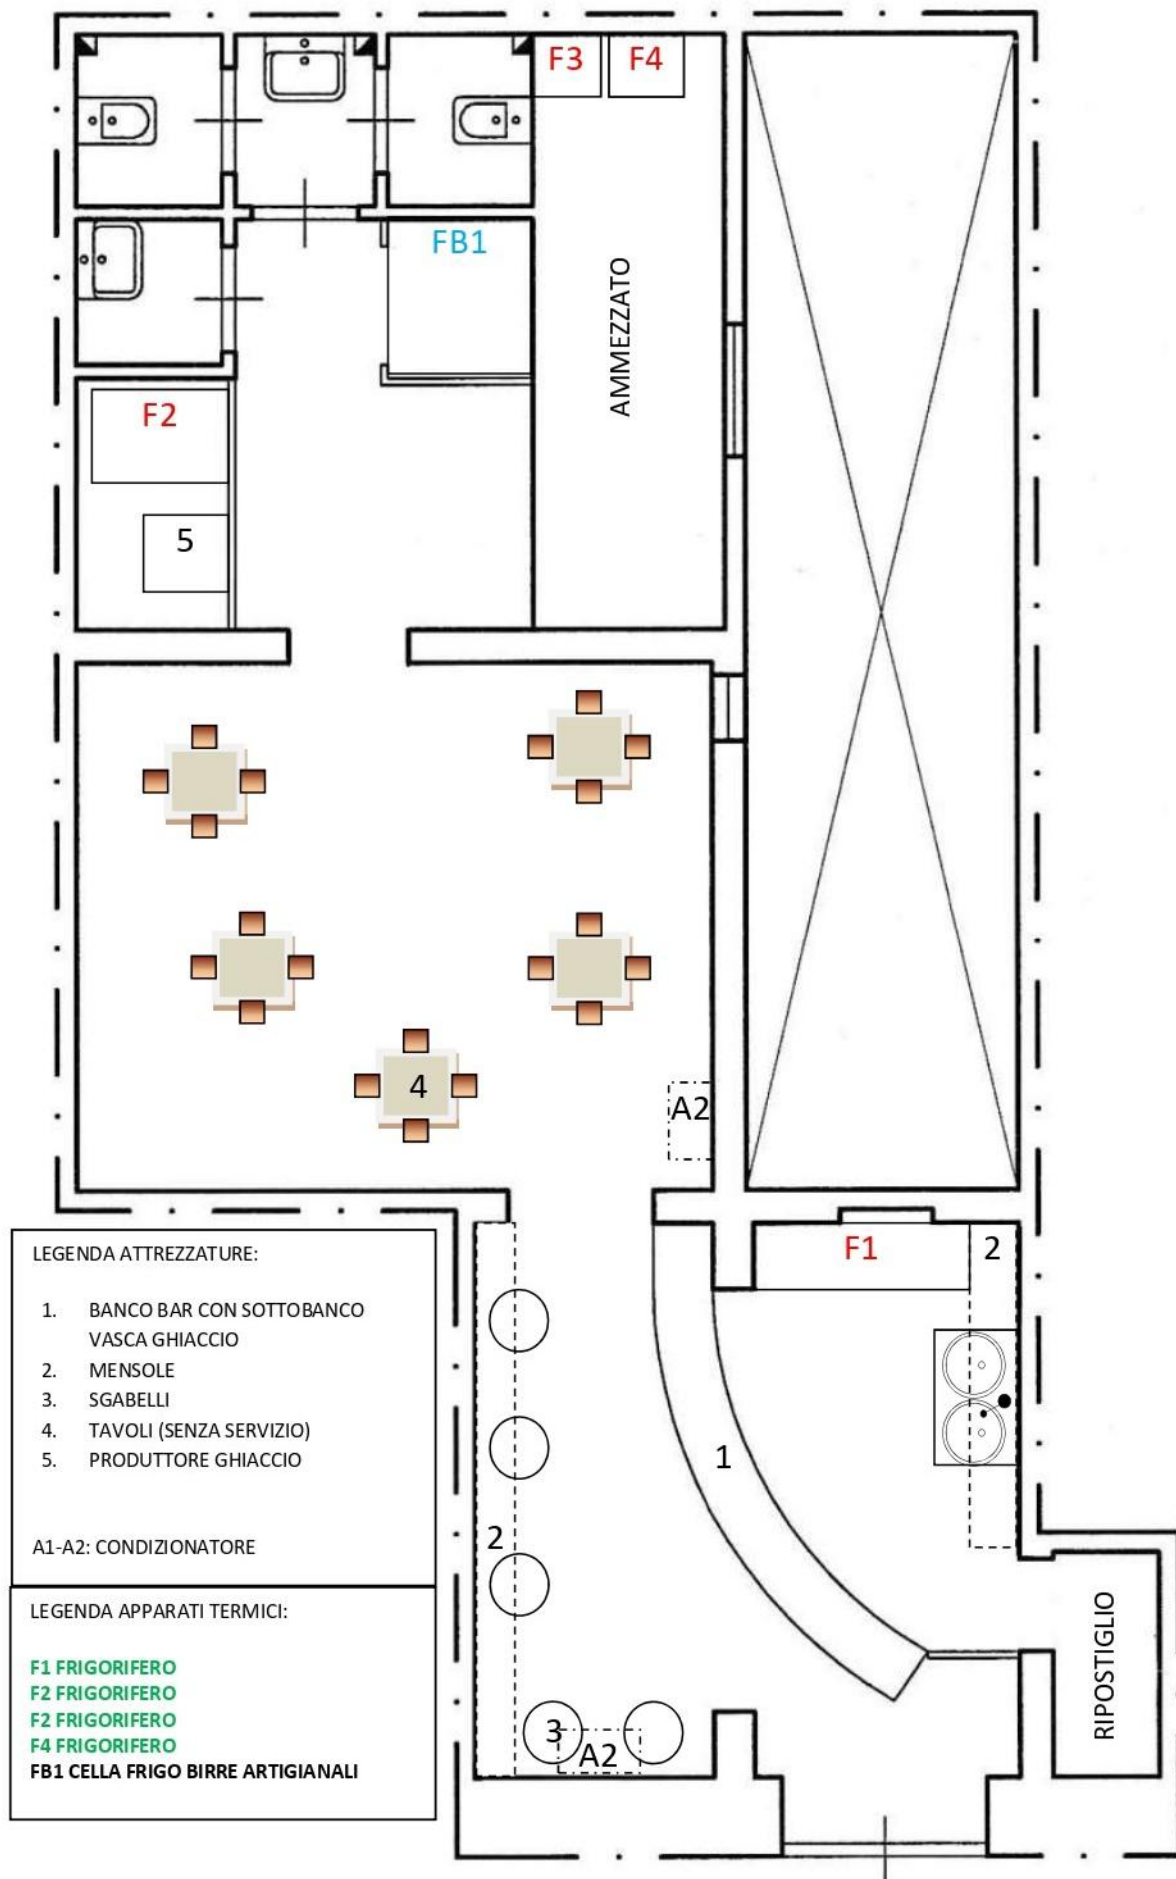 F3 F4
FB1
AMMEZZATO
F2
5
4
A2
LEGENDA ATTREZZATURE:
1. BANCO BAR CON SOTTOBANCO
VASCA GHIACCIO
2. MENSOLE
3. SGABELLI
4. TAVOLI (SENZA SERVIZIO)
5. PRODUTTORE GHIACCIO
A1-A2: CONDIZIONATORE
LEGENDA APPARATI TERMICI:
F1 FRIGORIFERO
F2 FRIGORIFERO
F2 FRIGORIFERO
F4 FRIGORIFERO
FB1 CELLA FRIGO BIRRE ARTIGIANALI
F1 2
1
2
RIPOSTIGLIO
3
A2